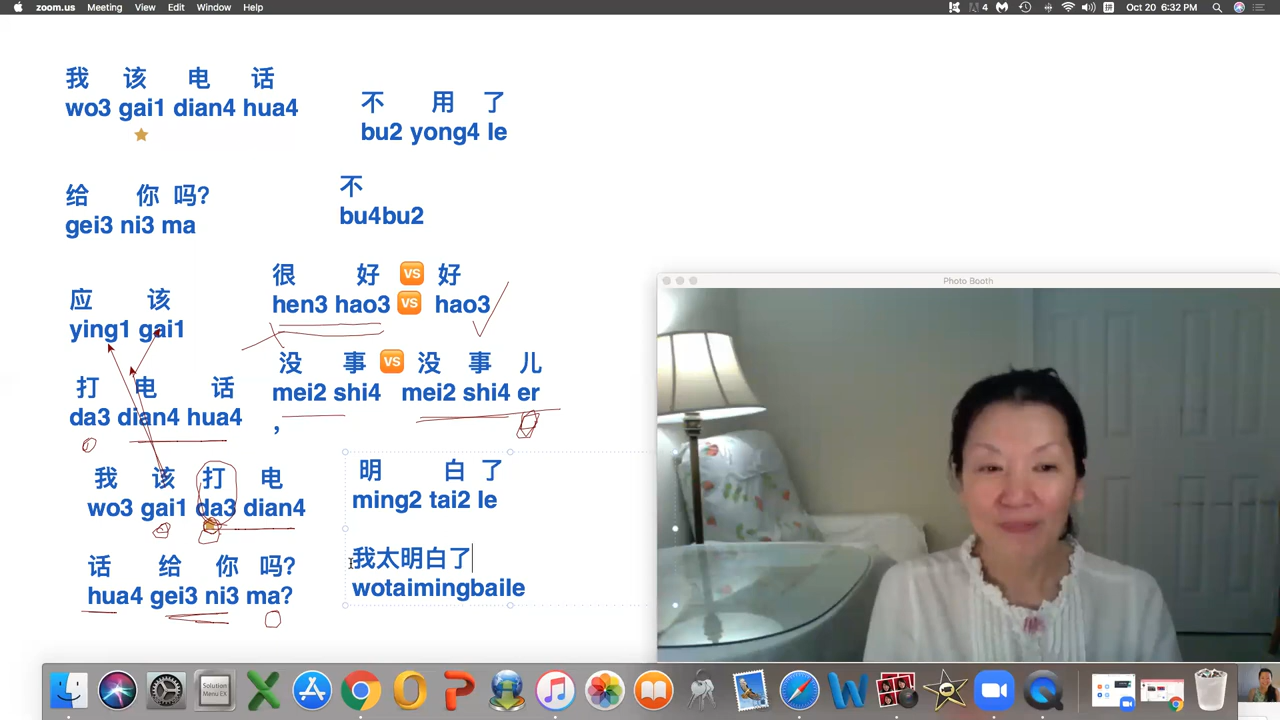 zoom.us Meeting View Edit Window Help
4 Oct 20 6:32 PM
我 该 电 话
wo3 gai1 dian4 hua4
不 用 了
bu2 yong4 le
给 你 吗?
gei3 ni3 ma
不
bu4bu2
很 好 VS 好
hen3 hao3 VS hao3
Photo Booth
应 该
ying1 gai1
没 事 VS 没 事 儿
mei2 shi4 mei2 shi4 er
,
打 电 话
da3 dian4 hua4
我 该 打 电
wo3 gai1 da3 dian4
明 白 了
ming2 tai2 le
话 给 你 吗?
hua4 gei3 ni3 ma?
我太明白了
wotaimingbaile
Solution
Menu EX